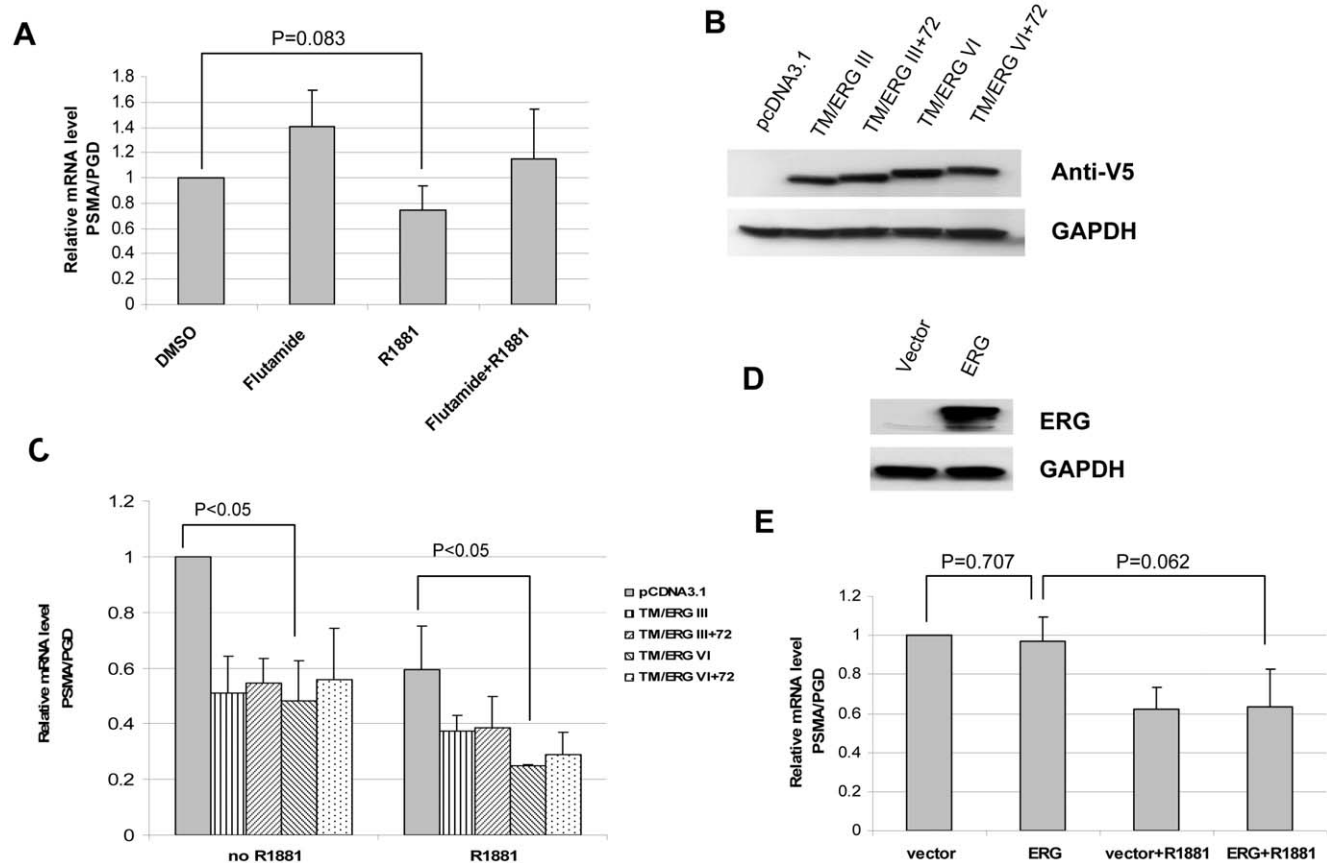 A
P=0.083
Relative mRNA level
PSMA/PGD
1.8
1.6
1.4
1.2
1
0.8
0.6
0.4
0.2
0
DMSO
Flutamide
R1881
Flutamide+R1881
B
pcDNA3.1
TM/ERG III
TM/ERG III+72
TM/ERG VI
TM/ERG VI+72
Anti-V5
GAPDH
C
Relative mRNA level
PSMA/PGD
1.2
1
0.8
0.6
0.4
0.2
0
P<0.05
P<0.05
no R1881
R1881
pCDNA3.1
TM/ERG III
TM/ERG III+72
TM/ERG VI
TM/ERG VI+72
D
Vector
ERG
ERG
GAPDH
E
P=0.707
P=0.062
Relative mRNA level
PSMA/PGD
1.2
1
0.8
0.6
0.4
0.2
0
vector
ERG
vector+R1881
ERG+R1881